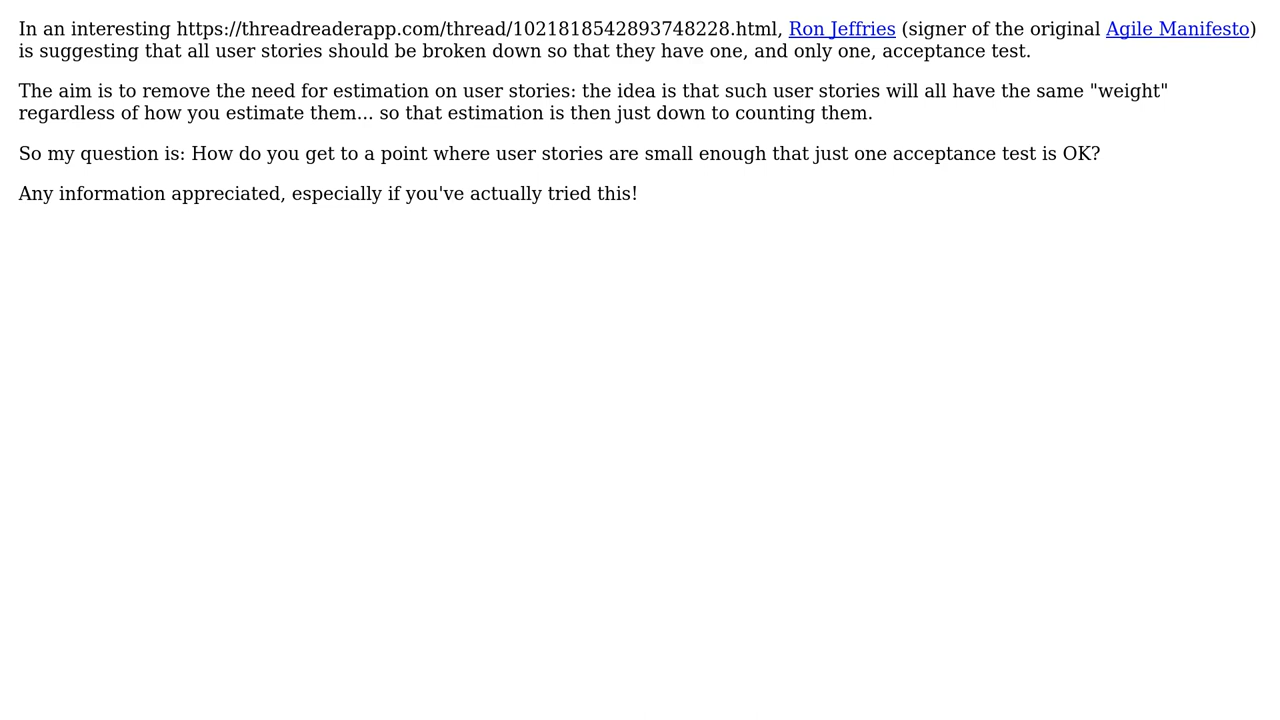 In an interesting https://threadreaderapp.com/thread/1021818542893748228.html, Ron Jeffries (signer of the original Agile Manifesto)
is suggesting that all user stories should be broken down so that they have one, and only one, acceptance test.
The aim is to remove the need for estimation on user stories: the idea is that such user stories will all have the same "weight"
regardless of how you estimate them... so that estimation is then just down to counting them.
So my question is: How do you get to a point where user stories are small enough that just one acceptance test is OK?
Any information appreciated, especially if you've actually tried this!